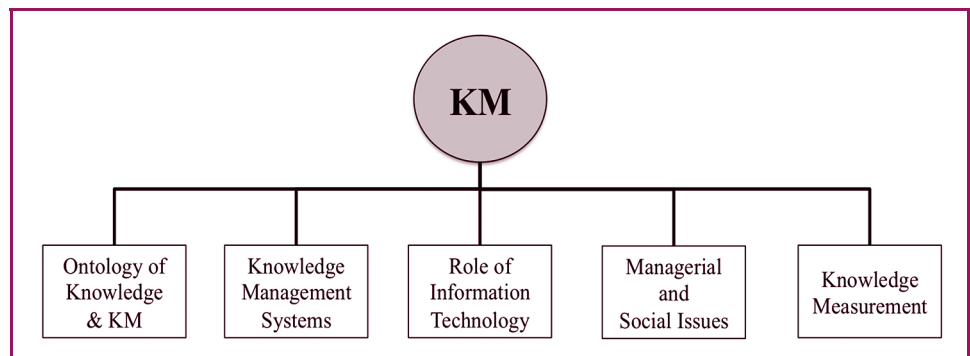 KM
Ontology of
Knowledge
& KM
Knowledge
Management
Systems
Role of
Information
Technology
Managerial
and
Social Issues
Knowledge
Measurement